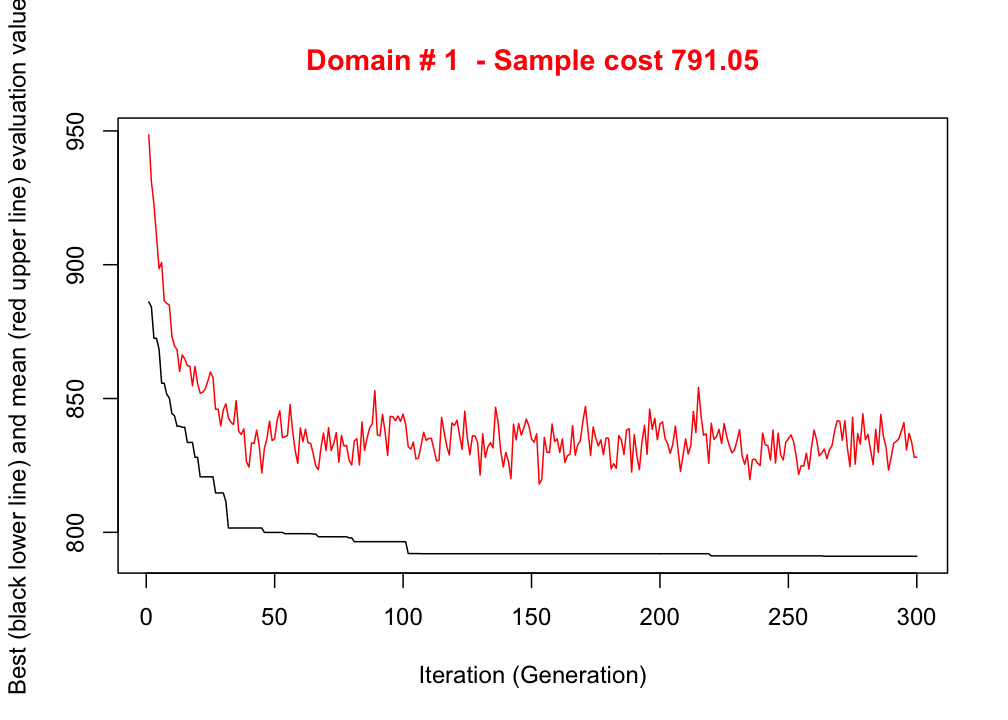 Domain # 1  - Sample cost 791.05
Best (black lower line) and mean (red upper line) evaluation value
950
900
850
800
0 50 100 150 200 250 300
Iteration (Generation)